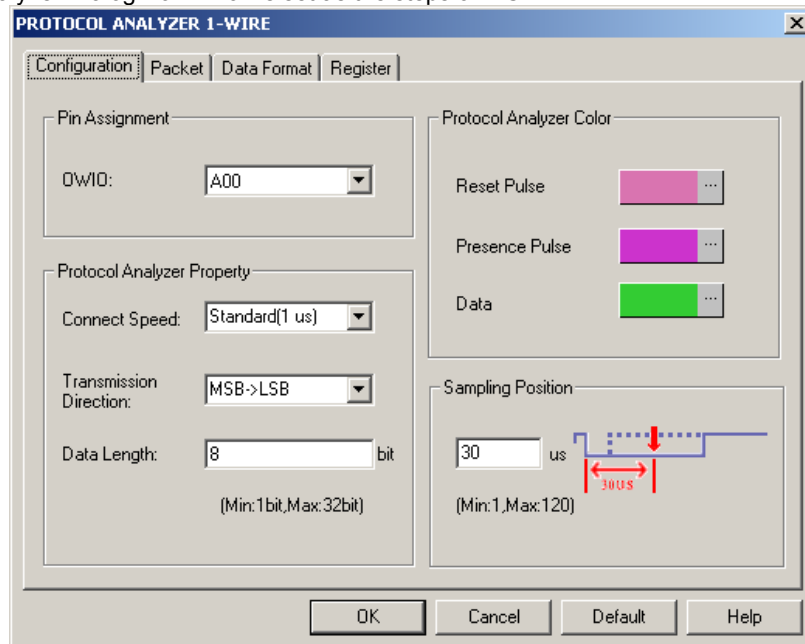 PROTOCOL ANALYZER 1-WIRE
Configuration Packet Data Format Register
Pin Assignment
OWIO: A00
Protocol Analyzer Property
Connect Speed: Standard(1 us)
Transmission
Direction: MSB->LSB
Data Length: 8 bit
(Min:1bit,Max:32bit)
Protocol Analyzer Color
Reset Pulse ...
Presence Pulse ...
Data ...
Sampling Position
30 us
30US
(Min:1,Max:120)
OK Cancel Default Help